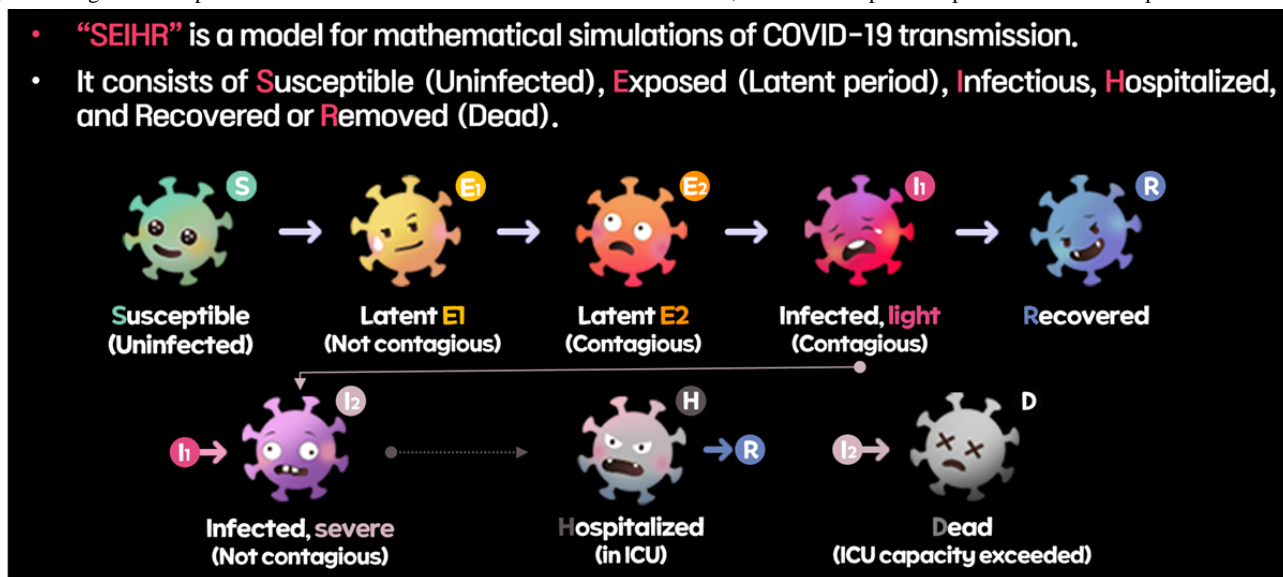 • “SEIHR” is a model for mathematical simulations of COVID-19 transmission.
• It consists of Susceptible (Uninfected), Exposed (Latent period), Infectious, Hospitalized,
and Recovered or Removed (Dead).
S E1 E2 I1 R
Susceptible Latent E1 Latent E2 Infected, light Recovered
(Uninfected) (Not contagious) (Contagious) (Contagious)
I2 H D
I1 R I2
Infected, severe Hospitalized Dead
(Not contagious) (in ICU) (ICU capacity exceeded)